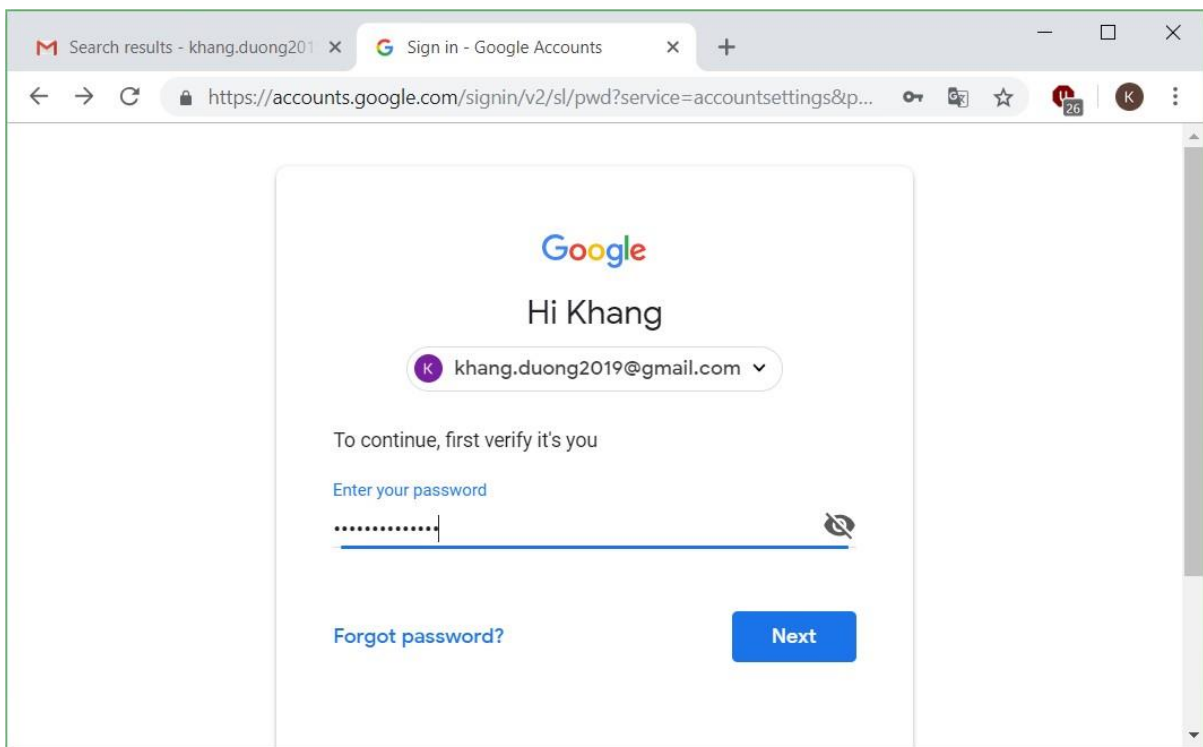 Search results - khang.duong201
Sign in - Google Accounts
https://accounts.google.com/signin/v2/sl/pwd?service=accountsettings&p...
26
K
Google
Hi Khang
K khang.duong2019@gmail.com
To continue, first verify it's you
Enter your password
••••••••••••••
Forgot password?
Next